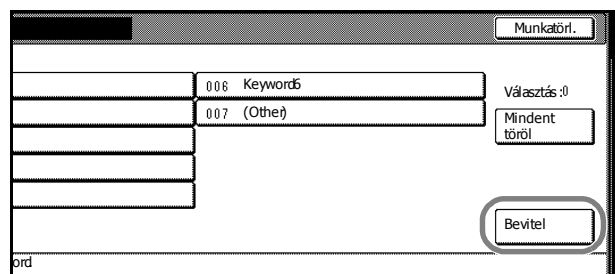 Munkatörl.
006 Keyword6
007 (Other)
Választás :0
Mindent
töröl
Bevitel
ord